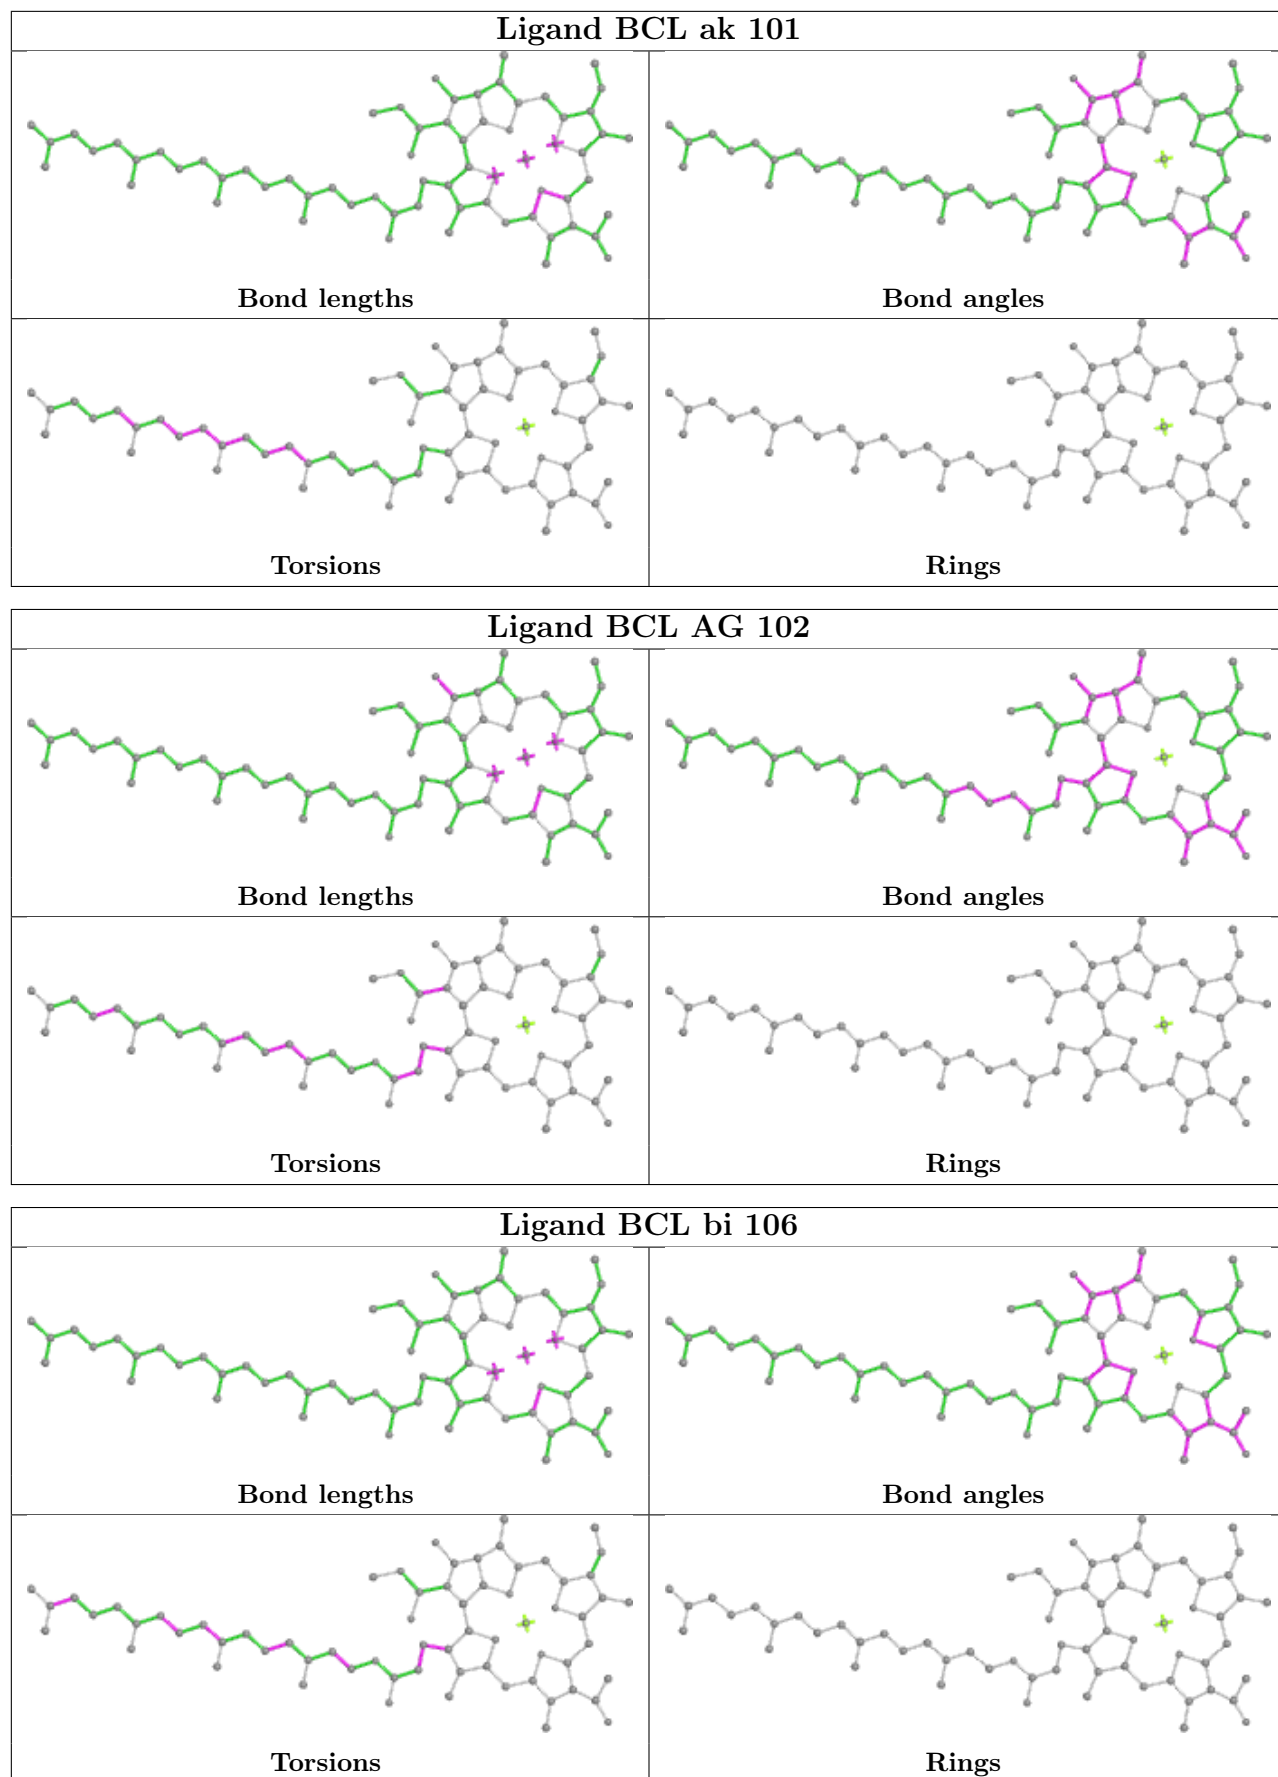 Ligand BCL ak 101
Bond lengths
Bond angles
Torsions
Rings
Ligand BCL AG 102
Bond lengths
Bond angles
Torsions
Rings
Ligand BCL bi 106
Bond lengths
Bond angles
Torsions
Rings